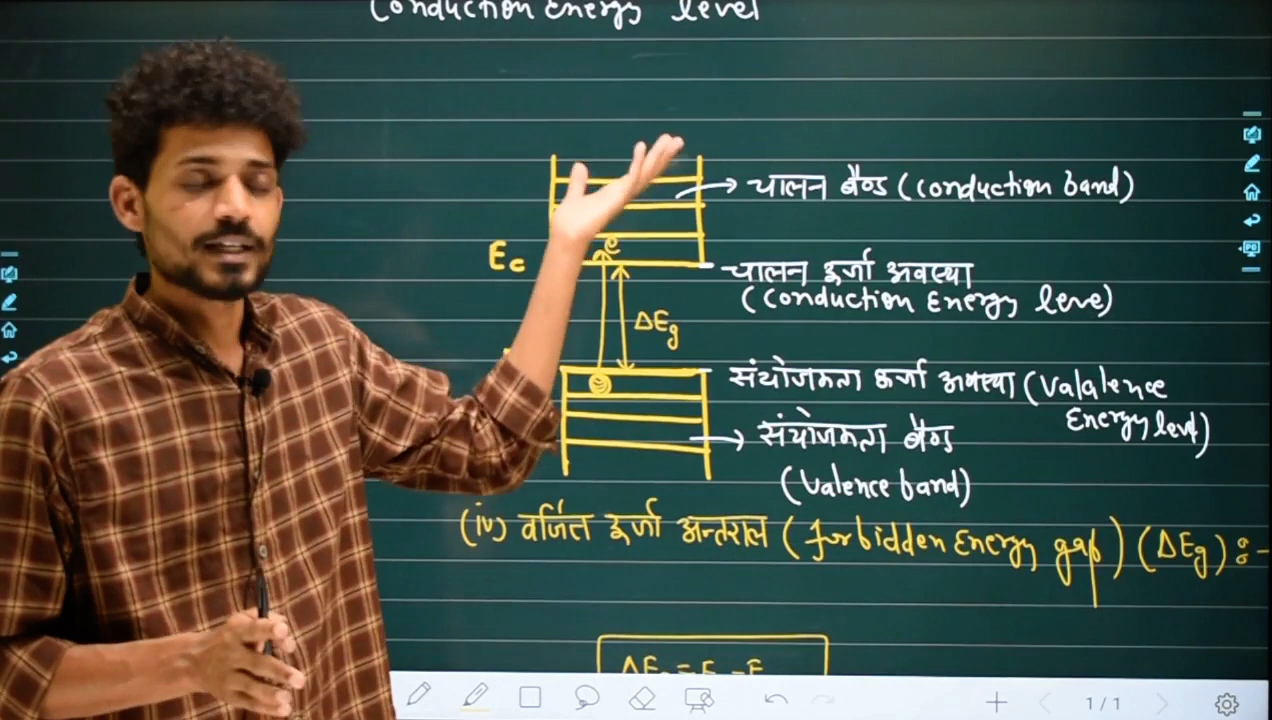 Conduction Energy level
चालन बैण्ड (Conduction band)
e
Ec
चालन ऊर्जा अवस्था
(Conduction Energy level)
ΔEg
संयोजकता ऊर्जा अवस्था (Valalence
Energy level)
संयोजकता बैण्ड
(Valence band)
(iv) वर्जित ऊर्जा अन्तराल (forbidden Energy gap) (ΔEg) :-
1/1